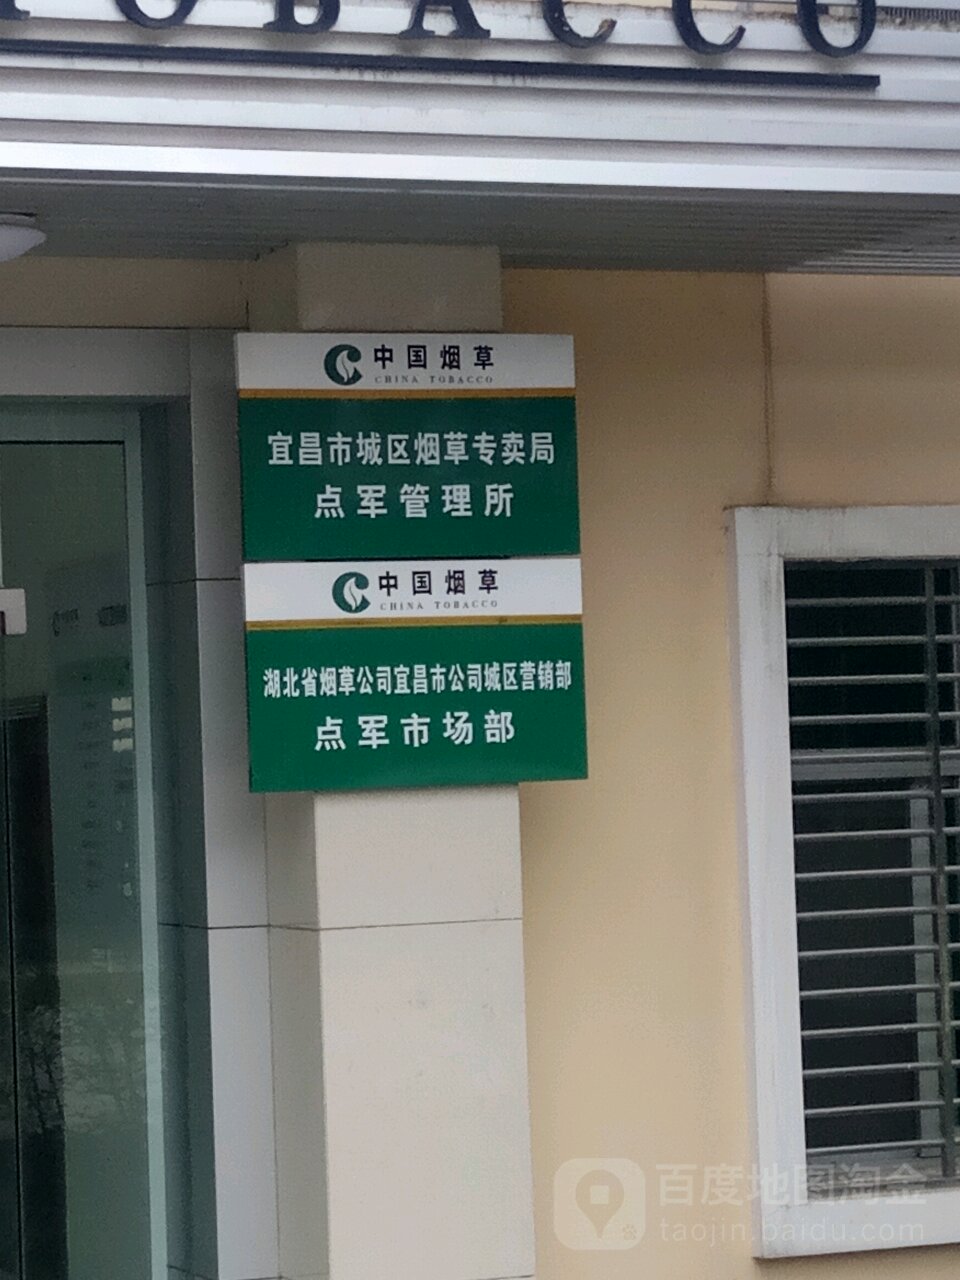 TOBACCO
中国烟草
CHINA TOBACCO
宜昌市城区烟草专卖局
点军管理所
中国烟草
CHINA TOBACCO
湖北省烟草公司宜昌市公司城区营销部
点军市场部
百度地图淘金
taojin.baidu.com